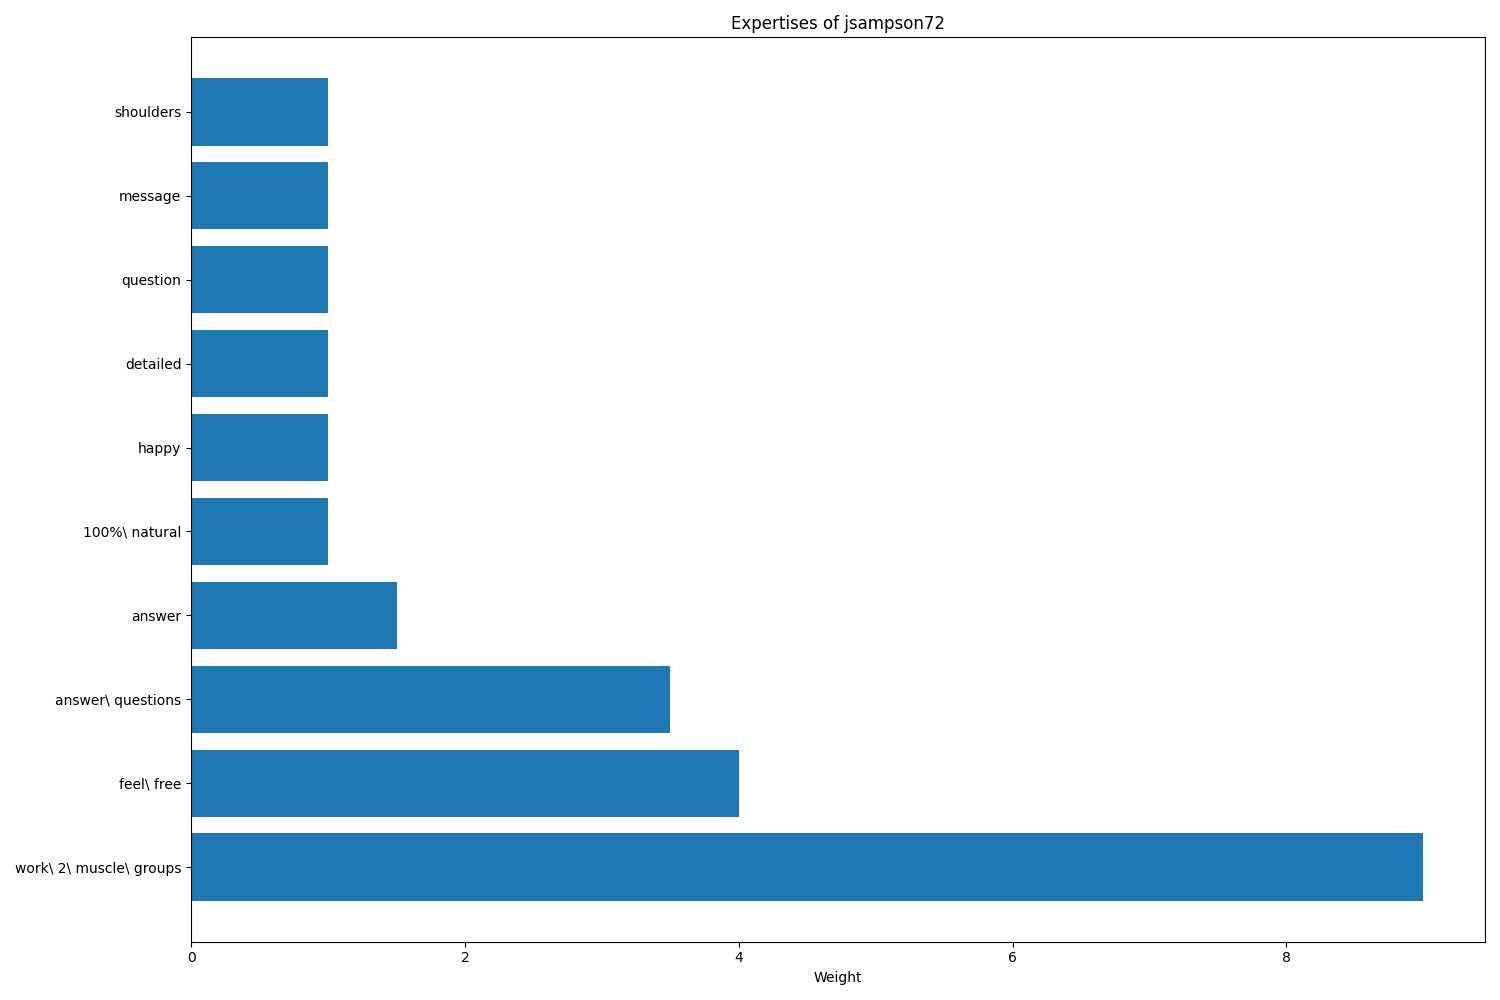 Expertises of jsampson72
shoulders
message
question
detailed
happy
100%\ natural
answer
answer\ questions
feel\ free
work\ 2\ muscle\ groups
0 2 4 6 8
Weight